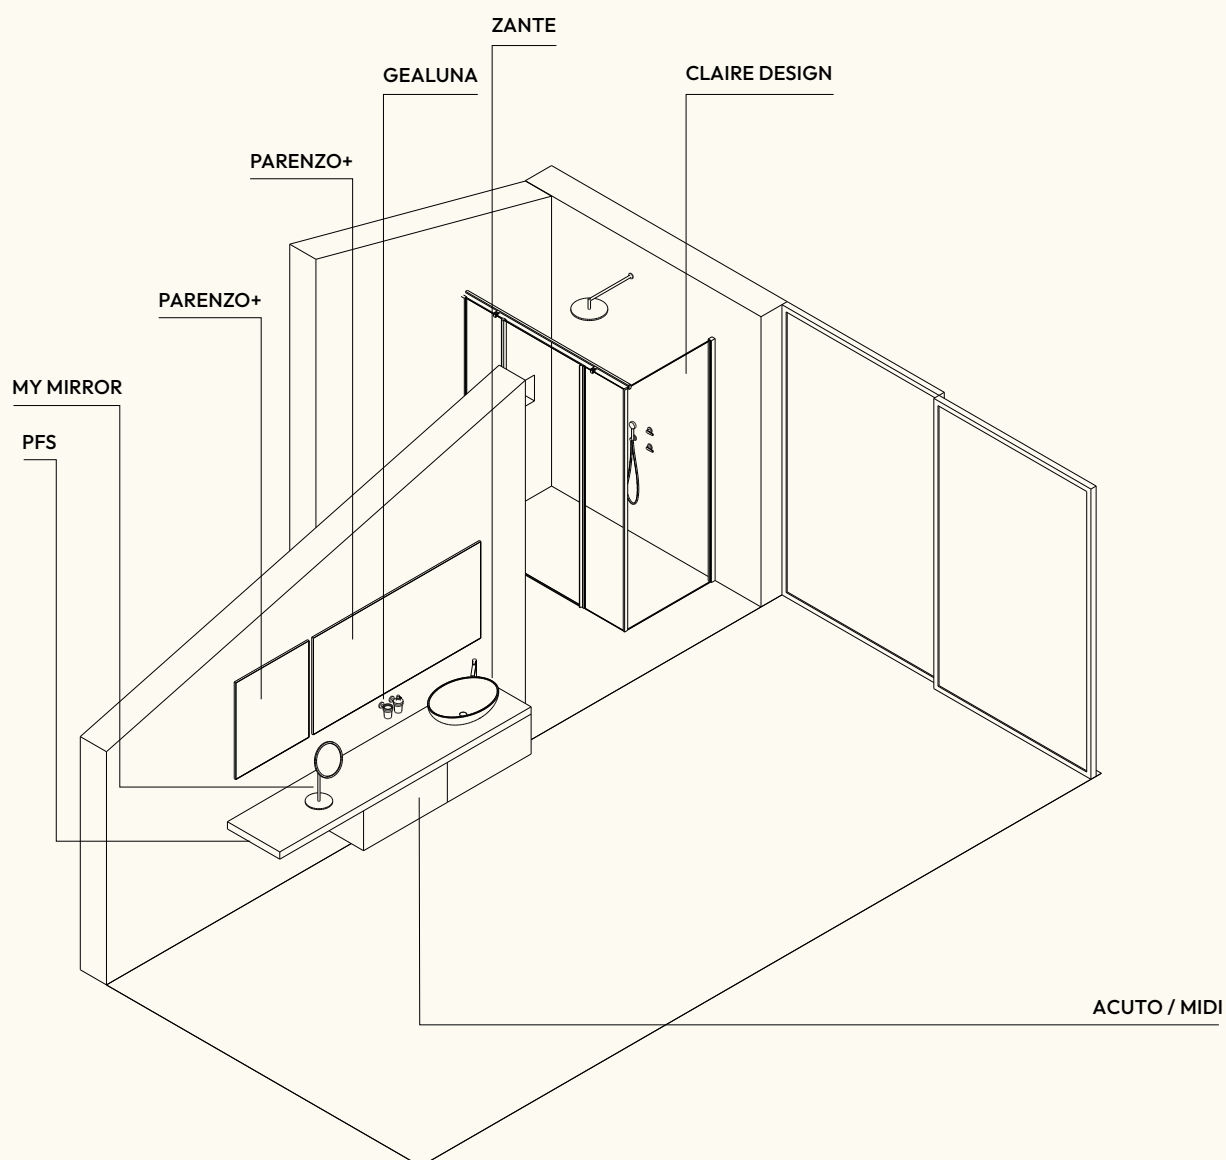 ZANTE
GEALUNA
CLAIRE DESIGN
PARENZO+
PARENZO+
MY MIRROR
PFS
ACUTO / MIDI